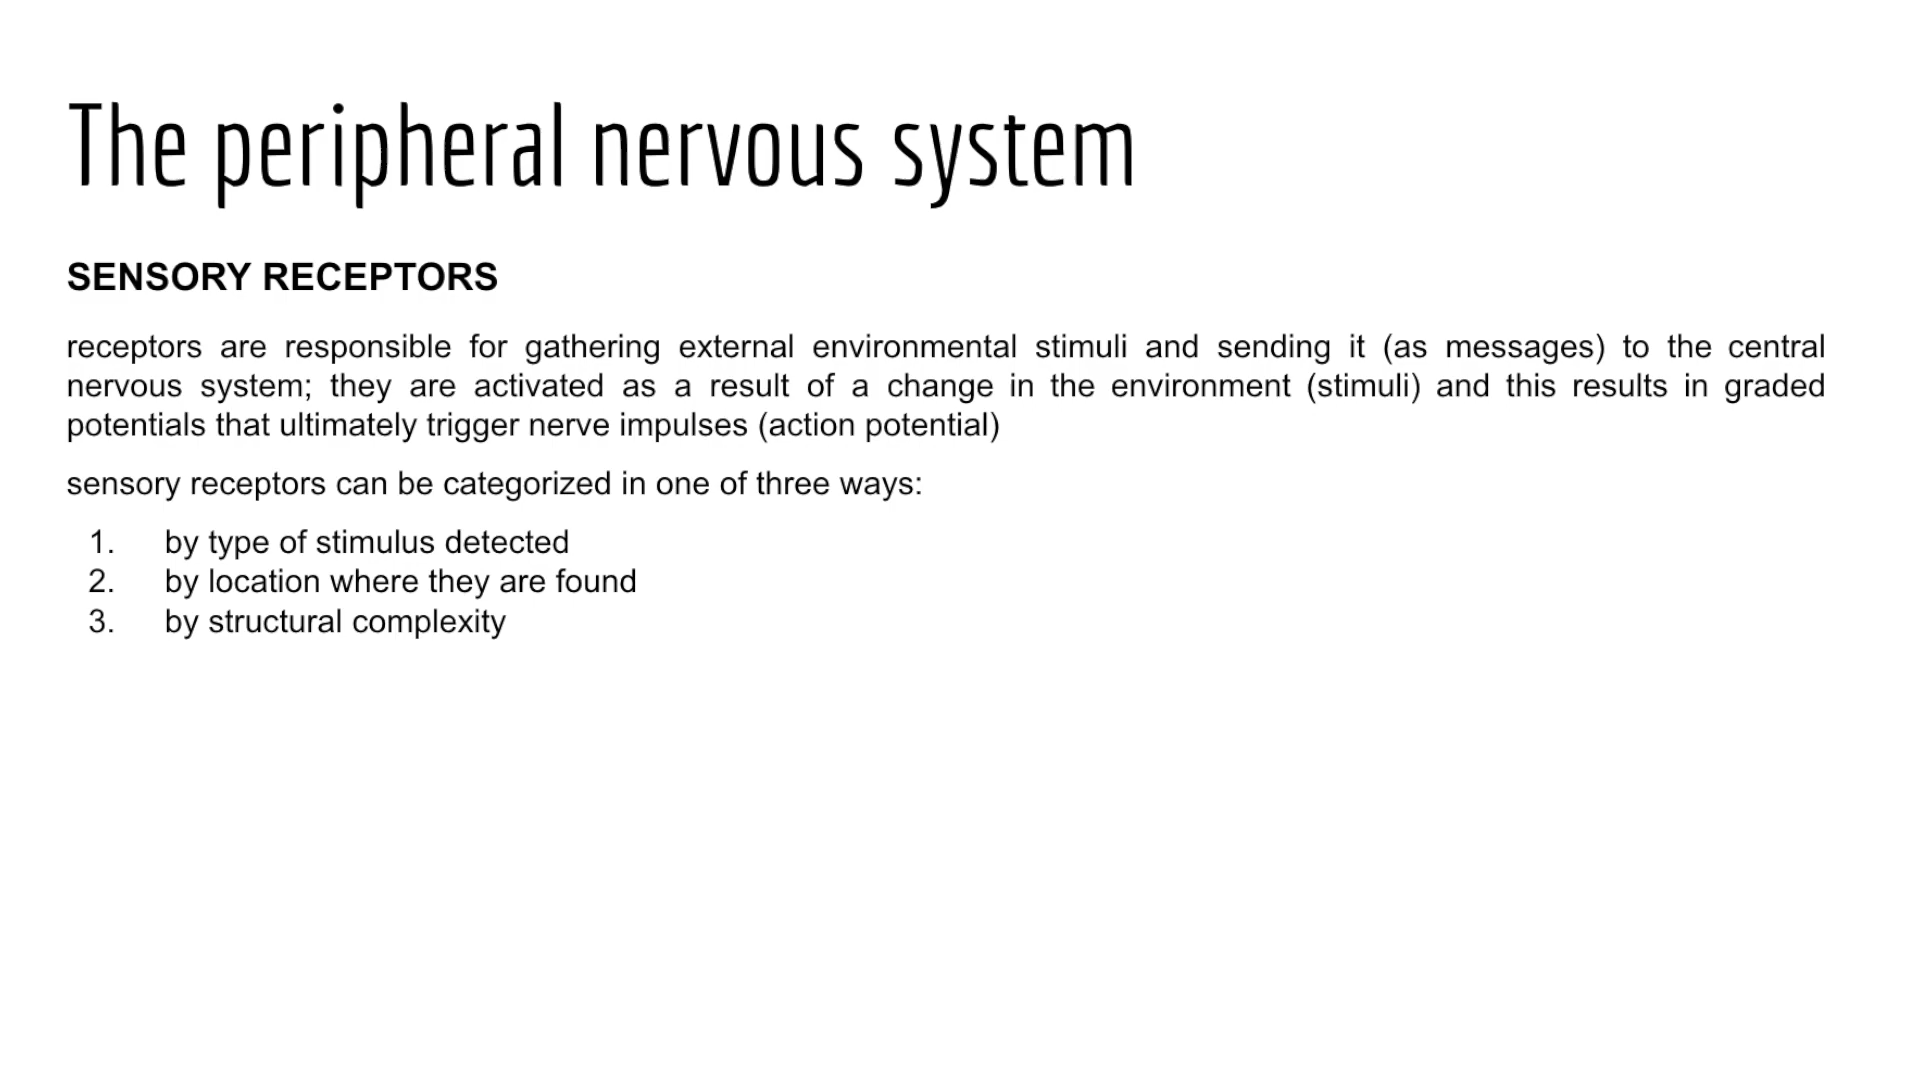 The peripheral nervous system
SENSORY RECEPTORS
receptors are responsible for gathering external environmental stimuli and sending it (as messages) to the central
nervous system; they are activated as a result of a change in the environment (stimuli) and this results in graded
potentials that ultimately trigger nerve impulses (action potential)
sensory receptors can be categorized in one of three ways:
1. by type of stimulus detected
2. by location where they are found
3. by structural complexity